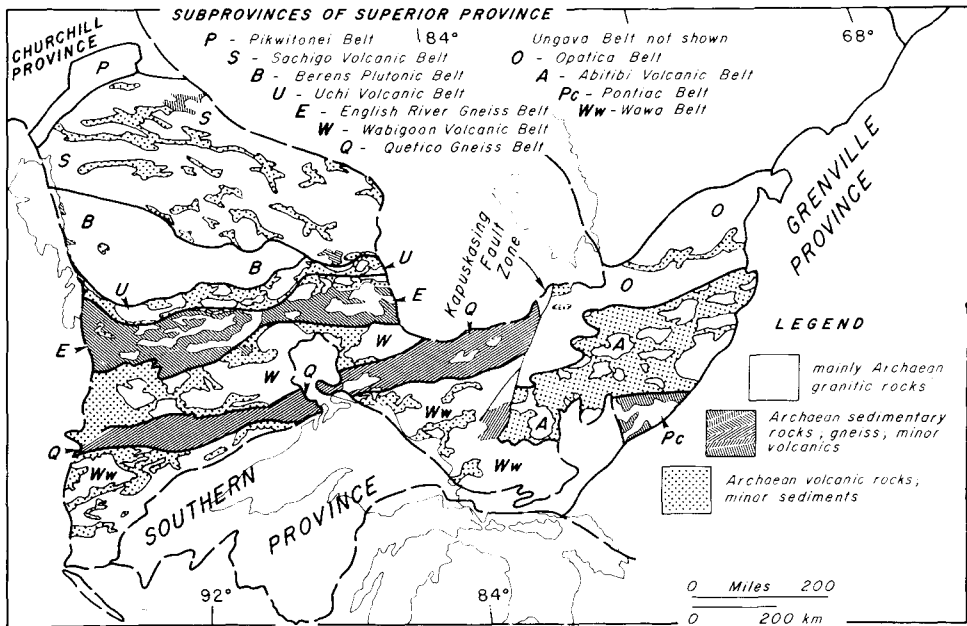 SUBPROVINCES OF SUPERIOR PROVINCE
P - Pikwitonei Belt
S - Sachigo Volcanic Belt
B - Berens Plutonic Belt
U - Uchi Volcanic Belt
E - English River Gneiss Belt
W - Wabigoon Volcanic Belt
Q - Quetico Gneiss Belt
84°
68°
Ungava Belt not shown
O - Opatica Belt
A - Abitibi Volcanic Belt
Pc - Pontiac Belt
Ww - Wawa Belt
CHURCHILL
PROVINCE
P
S
S
B
B
U
U
E
E
W
W
Q
Q
Q
Kapuskasing
Fault
Zone
O
O
A
A
Pc
Ww
Ww
Ww
GRENVILLE
PROVINCE
SOUTHERN
PROVINCE
LEGEND
mainly Archaean
granitic rocks
Archaean sedimentary
rocks; gneiss; minor
volcanics
Archaean volcanic rocks;
minor sediments
92°
84°
0 Miles 200
0 200 km